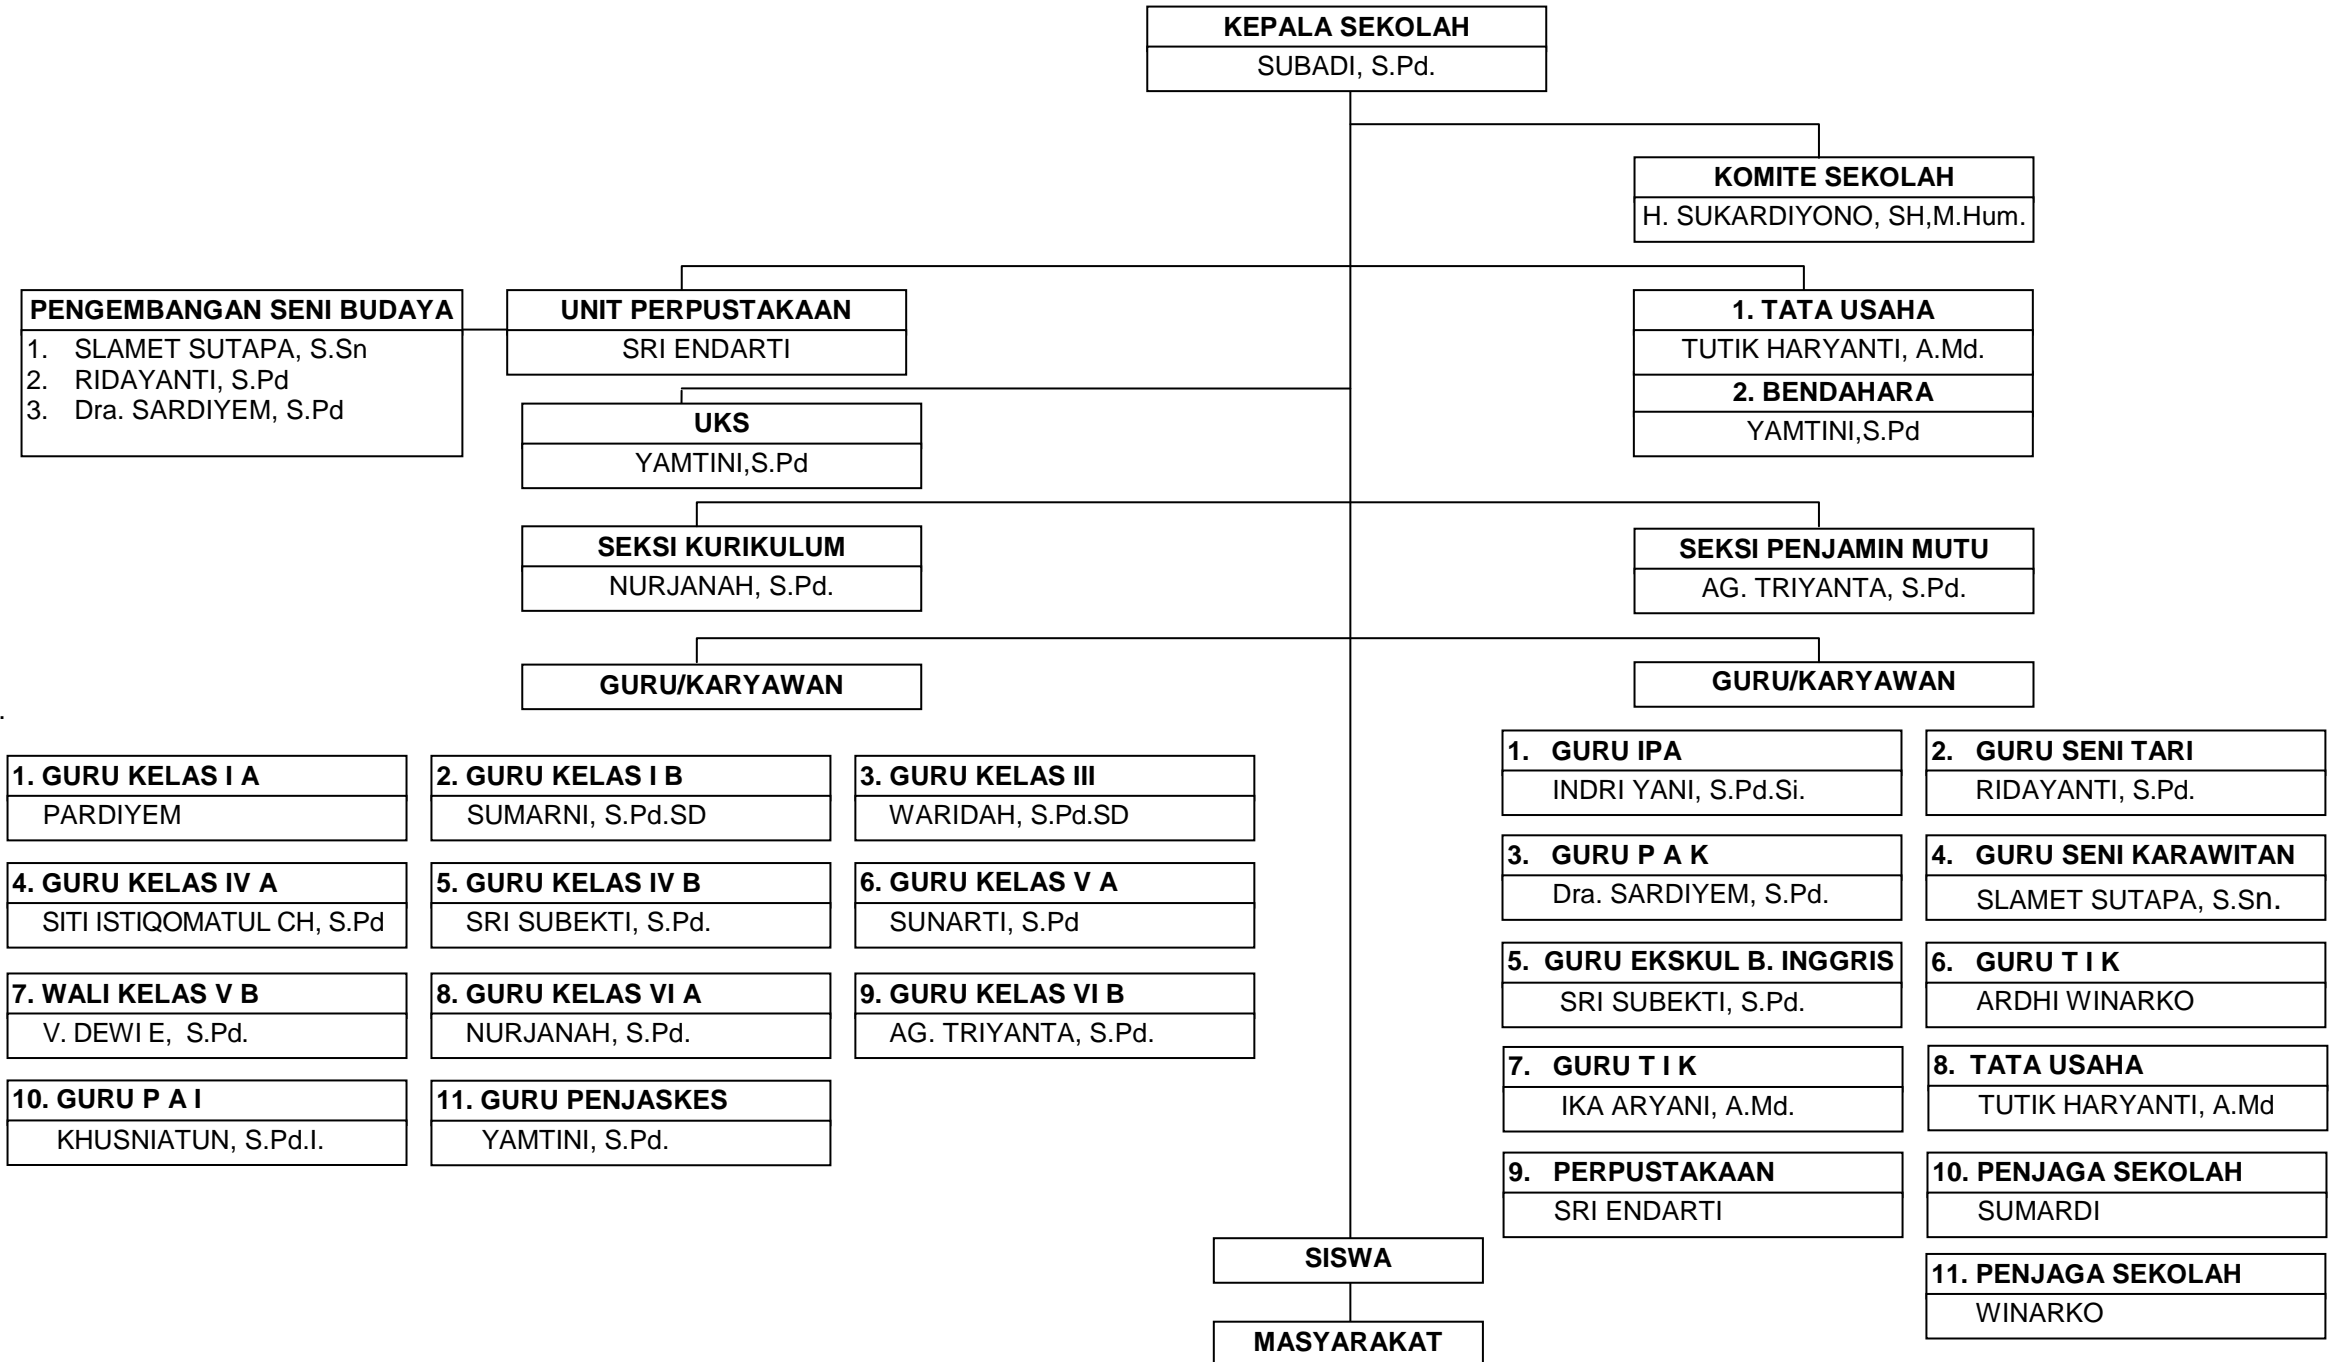 KEPALA SEKOLAH
SUBADI, S.Pd.
KOMITE SEKOLAH
H. SUKARDIYONO, SH,M.Hum.
PENGEMBANGAN SENI BUDAYA
1. SLAMET SUTAPA, S.Sn
2. RIDAYANTI, S.Pd
3. Dra. SARDIYEM, S.Pd
UNIT PERPUSTAKAAN
SRI ENDARTI
1. TATA USAHA
TUTIK HARYANTI, A.Md.
2. BENDAHARA
YAMTINI,S.Pd
UKS
YAMTINI,S.Pd
SEKSI KURIKULUM
NURJANAH, S.Pd.
SEKSI PENJAMIN MUTU
AG. TRIYANTA, S.Pd.
GURU/KARYAWAN
GURU/KARYAWAN
.
1. GURU KELAS I A
PARDIYEM
2. GURU KELAS I B
SUMARNI, S.Pd.SD
3. GURU KELAS III
WARIDAH, S.Pd.SD
4. GURU KELAS IV A
SITI ISTIQOMATUL CH, S.Pd
5. GURU KELAS IV B
SRI SUBEKTI, S.Pd.
6. GURU KELAS V A
SUNARTI, S.Pd
7. WALI KELAS V B
V. DEWI E, S.Pd.
8. GURU KELAS VI A
NURJANAH, S.Pd.
9. GURU KELAS VI B
AG. TRIYANTA, S.Pd.
10. GURU P A I
KHUSNIATUN, S.Pd.I.
11. GURU PENJASKES
YAMTINI, S.Pd.
1. GURU IPA
INDRI YANI, S.Pd.Si.
2. GURU SENI TARI
RIDAYANTI, S.Pd.
3. GURU P A K
Dra. SARDIYEM, S.Pd.
4. GURU SENI KARAWITAN
SLAMET SUTAPA, S.Sn.
5. GURU EKSKUL B. INGGRIS
SRI SUBEKTI, S.Pd.
6. GURU T I K
ARDHI WINARKO
7. GURU T I K
IKA ARYANI, A.Md.
8. TATA USAHA
TUTIK HARYANTI, A.Md
9. PERPUSTAKAAN
SRI ENDARTI
10. PENJAGA SEKOLAH
SUMARDI
11. PENJAGA SEKOLAH
WINARKO
SISWA
MASYARAKAT